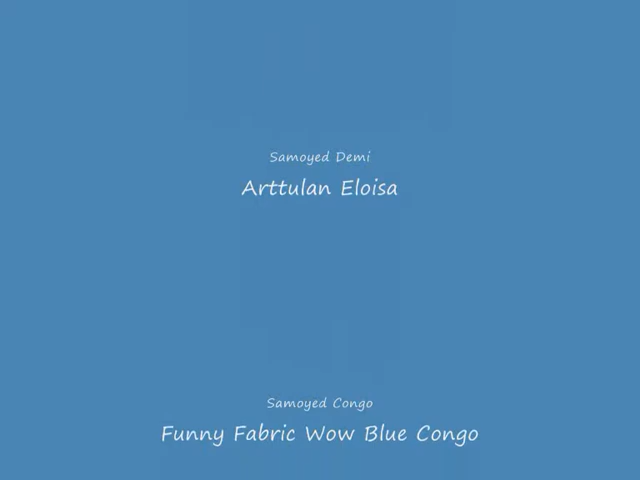 Samoyed Demi
Arttulan Eloisa
Samoyed Congo
Funny Fabric Wow Blue Congo